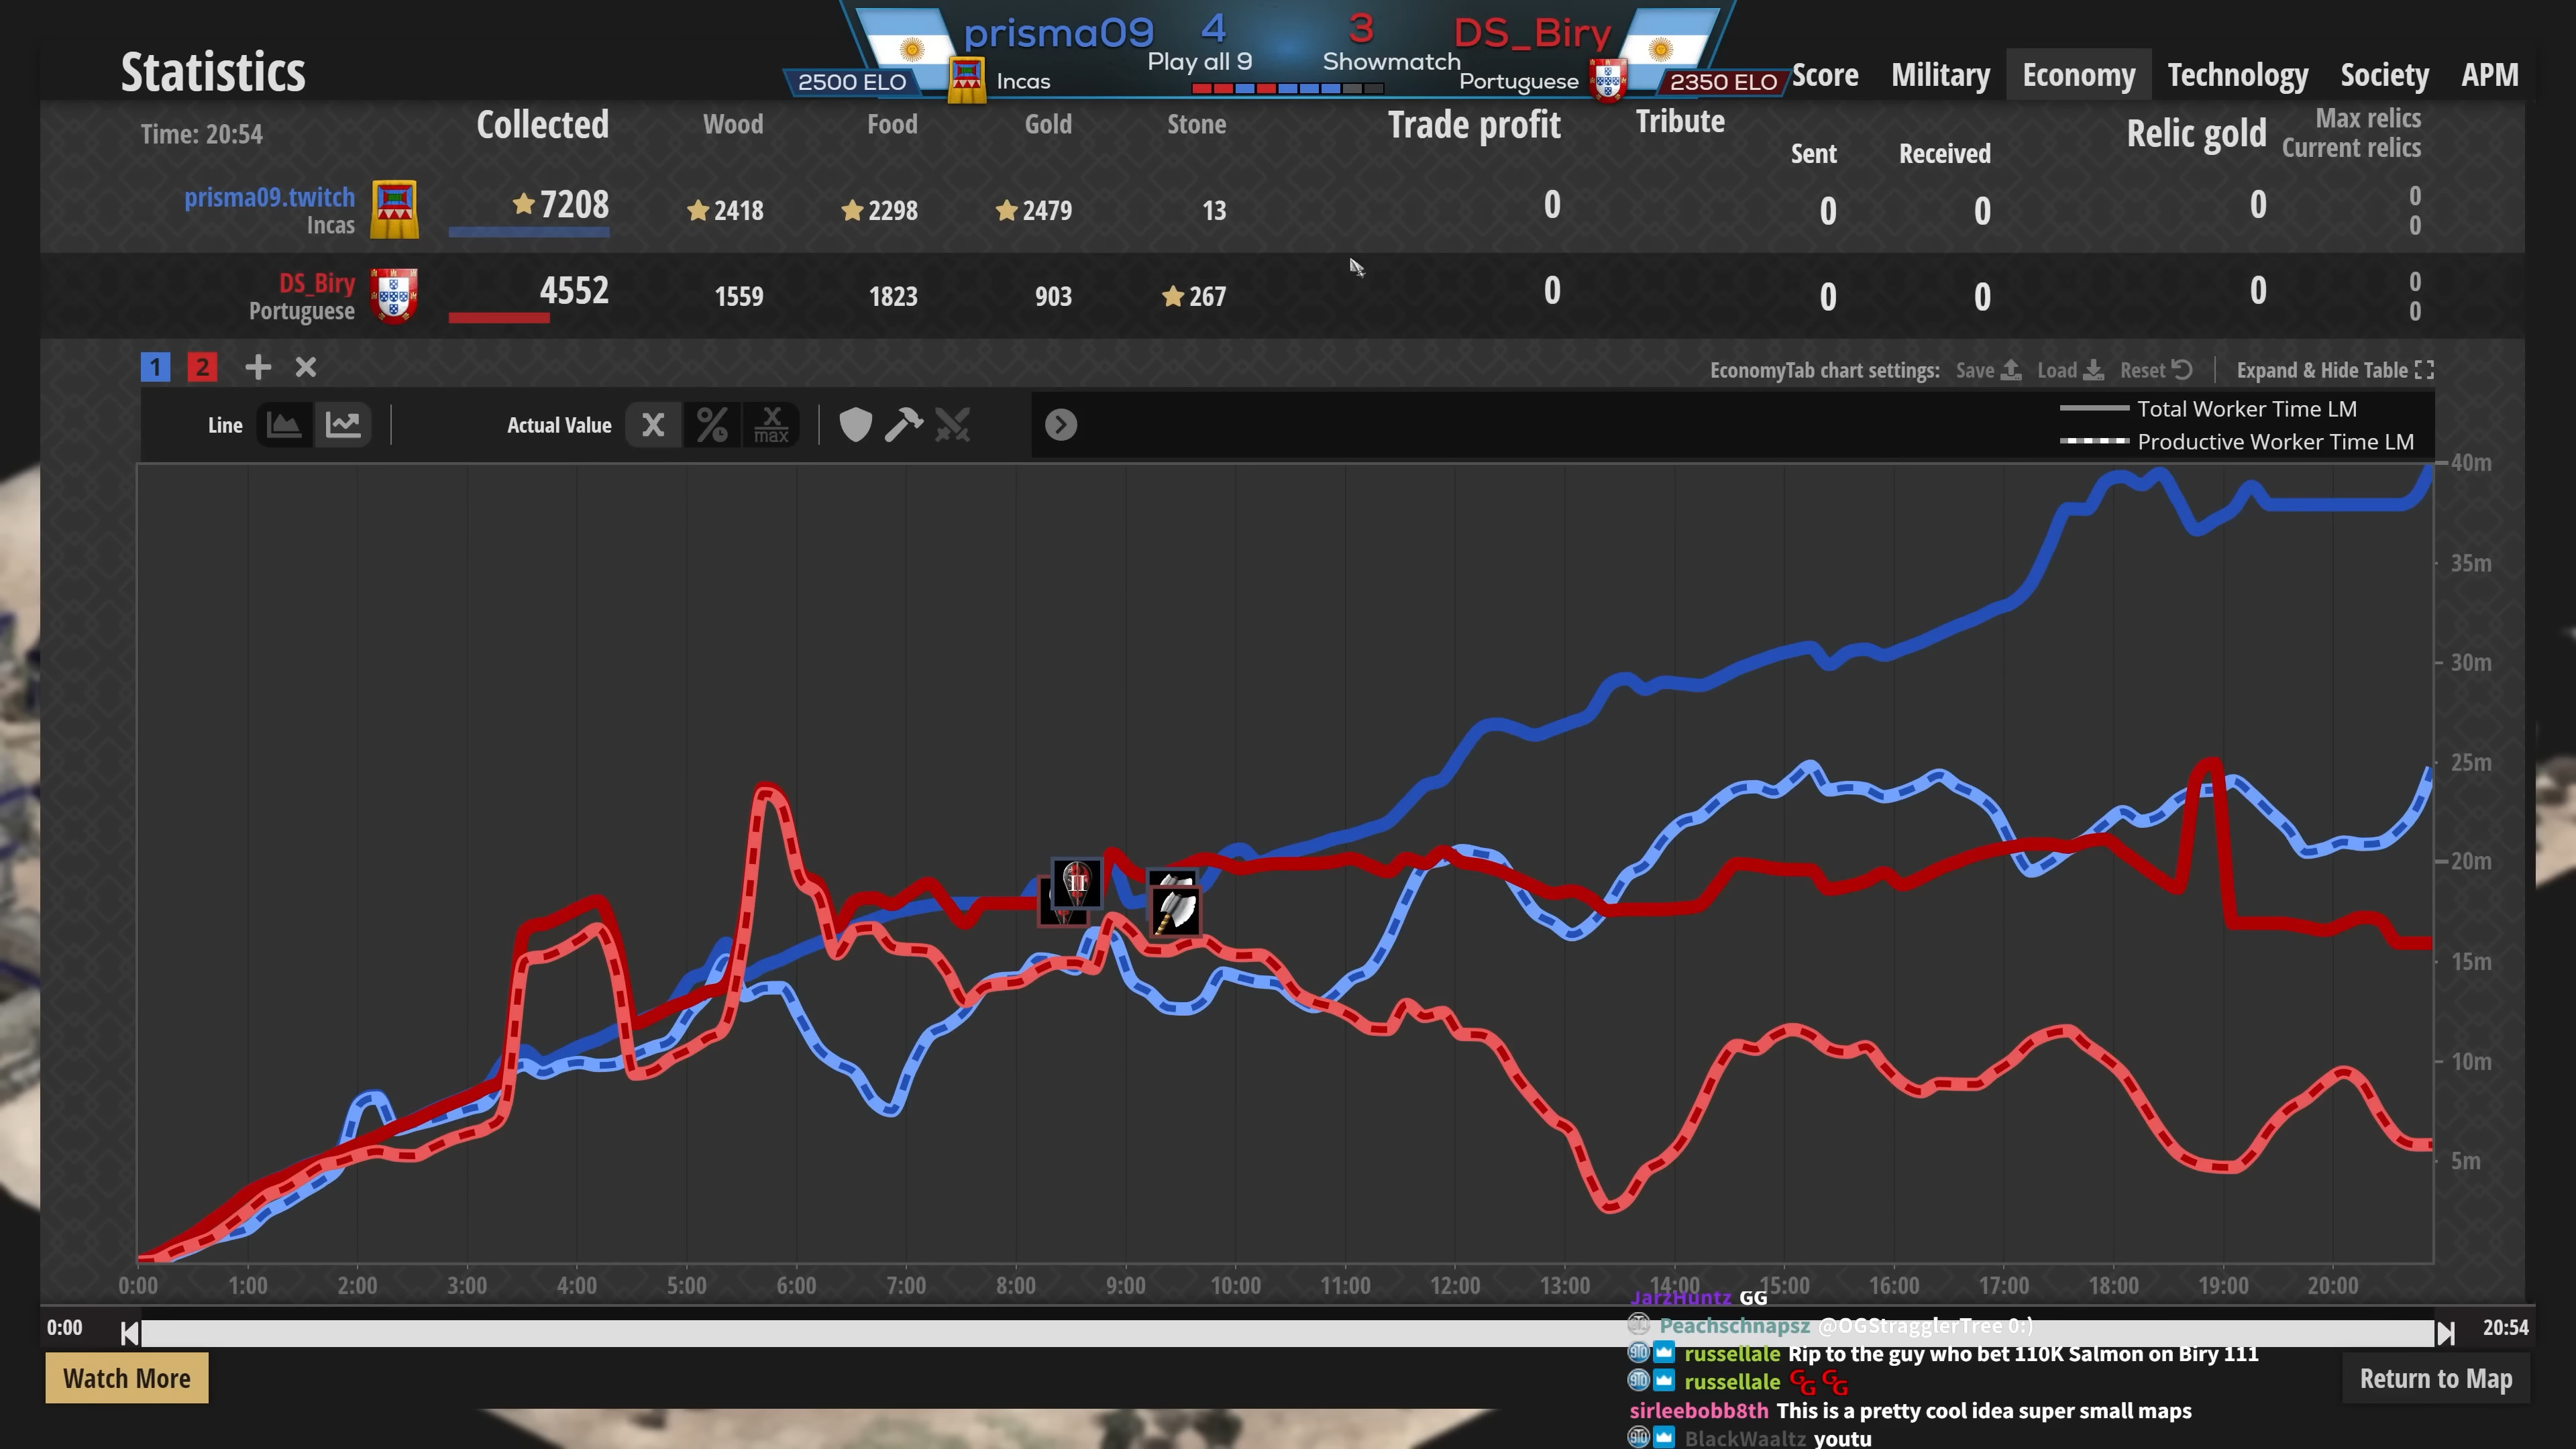 prisma09 4 3 DS_Biry
Play all 9 Showmatch
2500 ELO Incas Portuguese 2350 ELO
Statistics
Score Military Economy Technology Society APM
Time: 20:54
Collected Wood Food Gold Stone Trade profit Tribute Sent Received Relic gold Max relics
Current relics
prisma09.twitch
Incas
7208 2418 2298 2479 13 0 0 0 0 0
0
DS_Biry
Portuguese
4552 1559 1823 903 267 0 0 0 0 0
0
1 2
EconomyTab chart settings: Save Load Reset Expand & Hide Table
Line Actual Value X % X
max
Total Worker Time LM
Productive Worker Time LM
40m
35m
30m
25m
20m
15m
10m
5m
II
0:00 1:00 2:00 3:00 4:00 5:00 6:00 7:00 8:00 9:00 10:00 11:00 12:00 13:00 14:00 15:00 16:00 17:00 18:00 19:00 20:00
0:00 20:54
JarzHuntz GG
Peachschnapsz @OGStragglerTree 0:)
russellale Rip to the guy who bet 110K Salmon on Biry 111
russellale GG GG
sirleebobb8th This is a pretty cool idea super small maps
BlackWaaltz youtu
Watch More
Return to Map